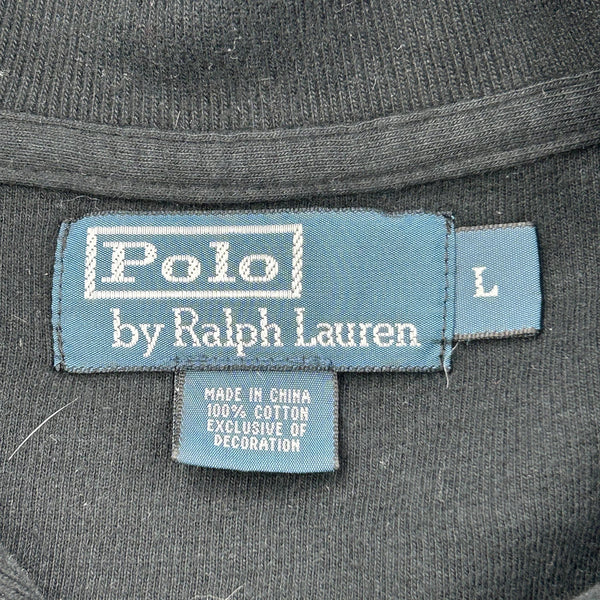 Polo
by Ralph Lauren
L
MADE IN CHINA
100% COTTON
EXCLUSIVE OF
DECORATION